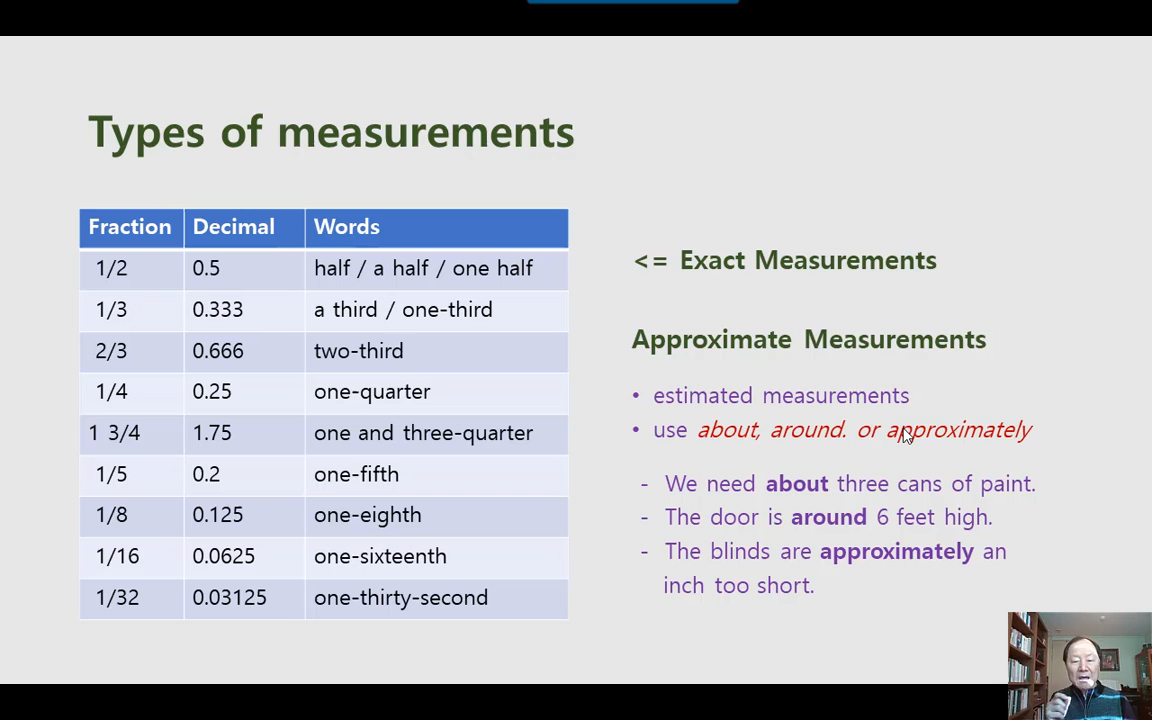 Types of measurements
Fraction Decimal Words
1/2 0.5 half / a half / one half
1/3 0.333 a third / one-third
2/3 0.666 two-third
1/4 0.25 one-quarter
1 3/4 1.75 one and three-quarter
1/5 0.2 one-fifth
1/8 0.125 one-eighth
1/16 0.0625 one-sixteenth
1/32 0.03125 one-thirty-second
<= Exact Measurements
Approximate Measurements
• estimated measurements
• use about, around. or approximately
- We need about three cans of paint.
- The door is around 6 feet high.
- The blinds are approximately an
inch too short.